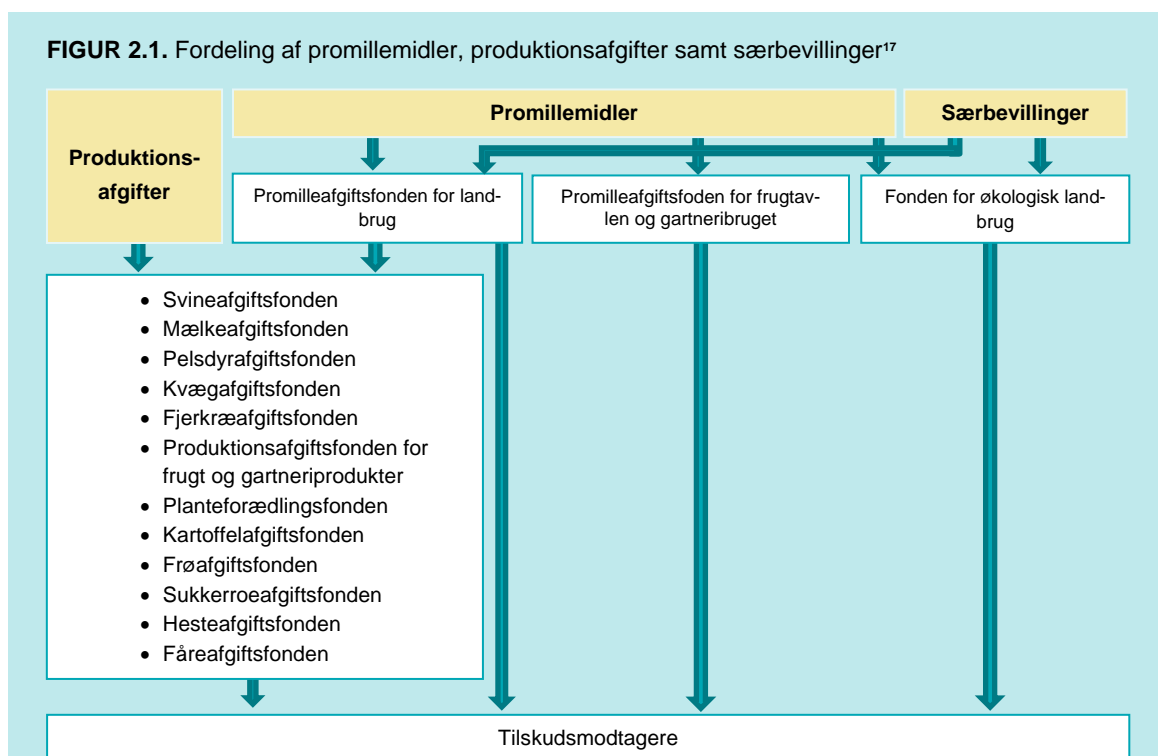 FIGUR 2.1. Fordeling af promillemidler, produktionsafgifter samt særbevillinger¹⁷
Produktions-
afgifter
Promillemidler
Særbevillinger
Promilleafgiftsfonden for land-
brug
Promilleafgiftsfoden for frugtav-
len og gartneribruget
Fonden for økologisk land-
brug
• Svineafgiftsfonden
• Mælkeafgiftsfonden
• Pelsdyrafgiftsfonden
• Kvægafgiftsfonden
• Fjerkræafgiftsfonden
• Produktionsafgiftsfonden for
frugt og gartneriprodukter
• Planteforædlingsfonden
• Kartoffelafgiftsfonden
• Frøafgiftsfonden
• Sukkerroeafgiftsfonden
• Hesteafgiftsfonden
• Fåreafgiftsfonden
Tilskudsmodtagere